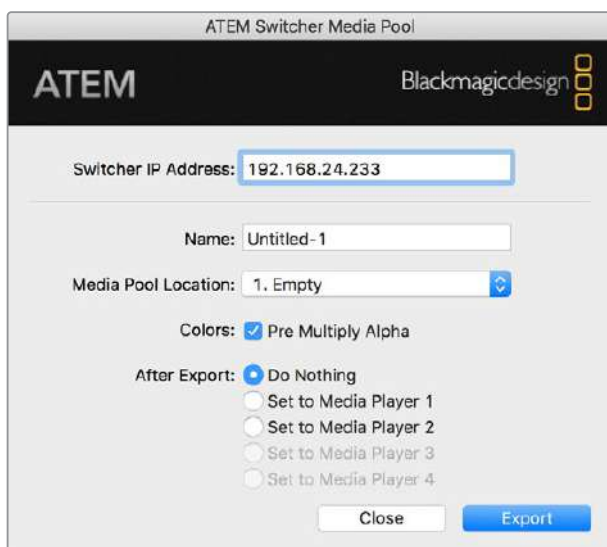 ATEM Switcher Media Pool
ATEM
Blackmagicdesign
Switcher IP Address: 192.168.24.233
Name: Untitled-1
Media Pool Location: 1. Empty
Colors: Pre Multiply Alpha
After Export: Do Nothing
Set to Media Player 1
Set to Media Player 2
Set to Media Player 3
Set to Media Player 4
Close Export